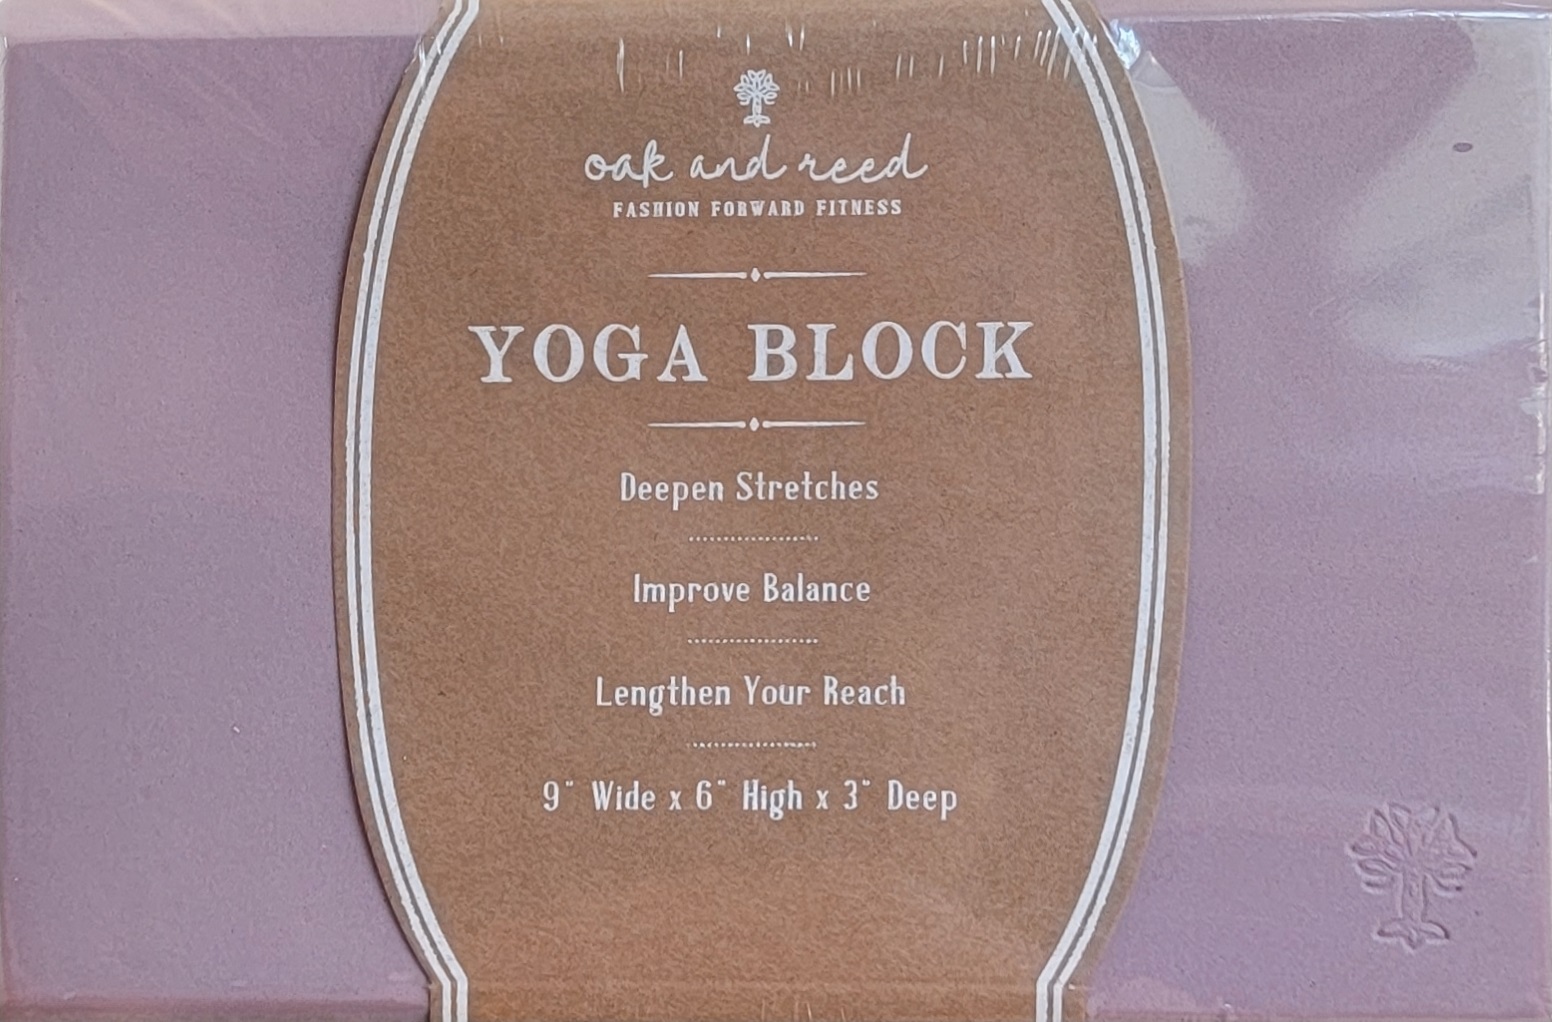 oak and reed
FASHION FORWARD FITNESS
YOGA BLOCK
Deepen Stretches
Improve Balance
Lengthen Your Reach
9" Wide x 6" High x 3" Deep